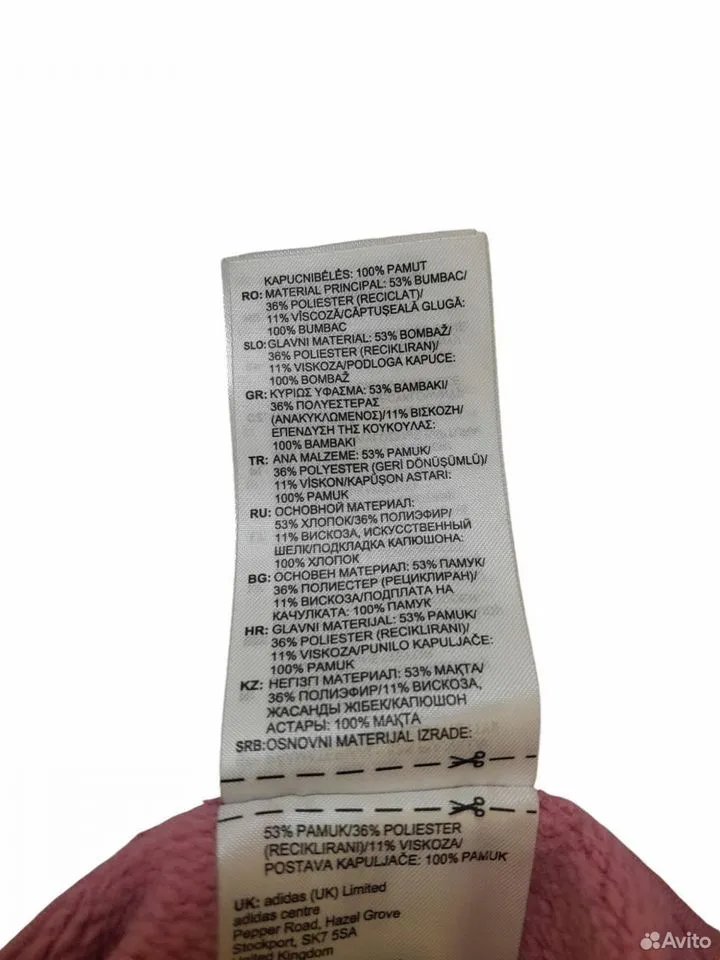 KAPUCNIBÉLÉS: 100% PAMUT
RO: MATERIAL PRINCIPAL: 53% BUMBAC/
36% POLIESTER (RECICLAT)/
11% VÎSCOZĂ/CĂPTUŞEALĂ GLUGĂ:
100% BUMBAC
SLO: GLAVNI MATERIAL: 53% BOMBAŽ/
36% POLIESTER (RECIKLIRAN)/
11% VISKOZA/PODLOGA KAPUCE:
100% BOMBAŽ
GR: ΚΥΡΙΩΣ ΥΦΑΣΜΑ: 53% ΒΑΜΒΑΚΙ/
36% ΠΟΛΥΕΣΤΕΡΑΣ
(ΑΝΑΚΥΚΛΩΜΕΝΟΣ)/11% ΒΙΣΚΟΖΗ/
ΕΠΕΝΔΥΣΗ ΤΗΣ ΚΟΥΚΟΥΛΑΣ:
100% ΒΑΜΒΑΚΙ
TR: ANA MALZEME: 53% PAMUK/
36% POLYESTER (GERİ DÖNÜŞÜMLÜ)/
11% VİSKON/KAPÜŞON ASTARI:
100% PAMUK
RU: ОСНОВНОЙ МАТЕРИАЛ:
53% ХЛОПОК/36% ПОЛИЭФИР/
11% ВИСКОЗА, ИСКУССТВЕННЫЙ
ШЕЛК/ПОДКЛАДКА КАПЮШОНА:
100% ХЛОПОК
BG: ОСНОВЕН МАТЕРИАЛ: 53% ПАМУК/
36% ПОЛИЕСТЕР (РЕЦИКЛИРАН)/
11% ВИСКОЗА/ПОДПЛАТА НА
КАЧУЛКАТА: 100% ПАМУК
HR: GLAVNI MATERIJAL: 53% PAMUK/
36% POLIESTER (RECIKLIRANI)/
11% VISKOZA/PUNILO KAPULJAČE:
100% PAMUK
KZ: НЕГІЗГІ МАТЕРИАЛ: 53% МАҚТА/
36% ПОЛИЭФИР/11% ВИСКОЗА,
ЖАСАНДЫ ЖІБЕК/КАПЮШОН
АСТАРЫ: 100% МАҚТА
SRB: OSNOVNI MATERIJAL IZRADE:
53% PAMUK/36% POLIESTER
(RECIKLIRANI)/11% VISKOZA/
POSTAVA KAPULJAČE: 100% PAMUK
UK: adidas (UK) Limited
adidas centre
Pepper Road, Hazel Grove
Stockport, SK7 5SA
United Kingdom
Avito